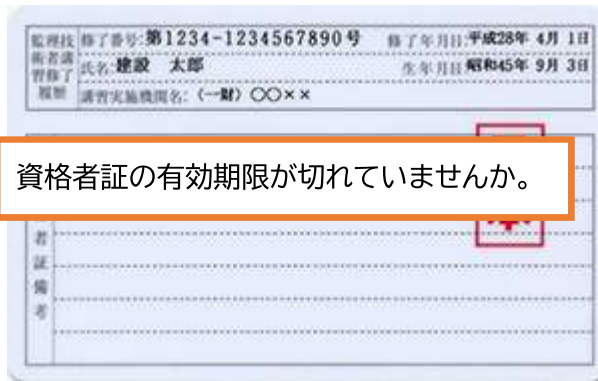 監理技術者講習修了履歴
修了番号:第1234-1234567890号 修了年月日:平成28年 4月 1日
氏名:建設 太郎 生年月日:昭和45年 9月 3日
講習実施機関名:(一財)〇〇××
資格者証の有効期限が切れていませんか。
者証備考